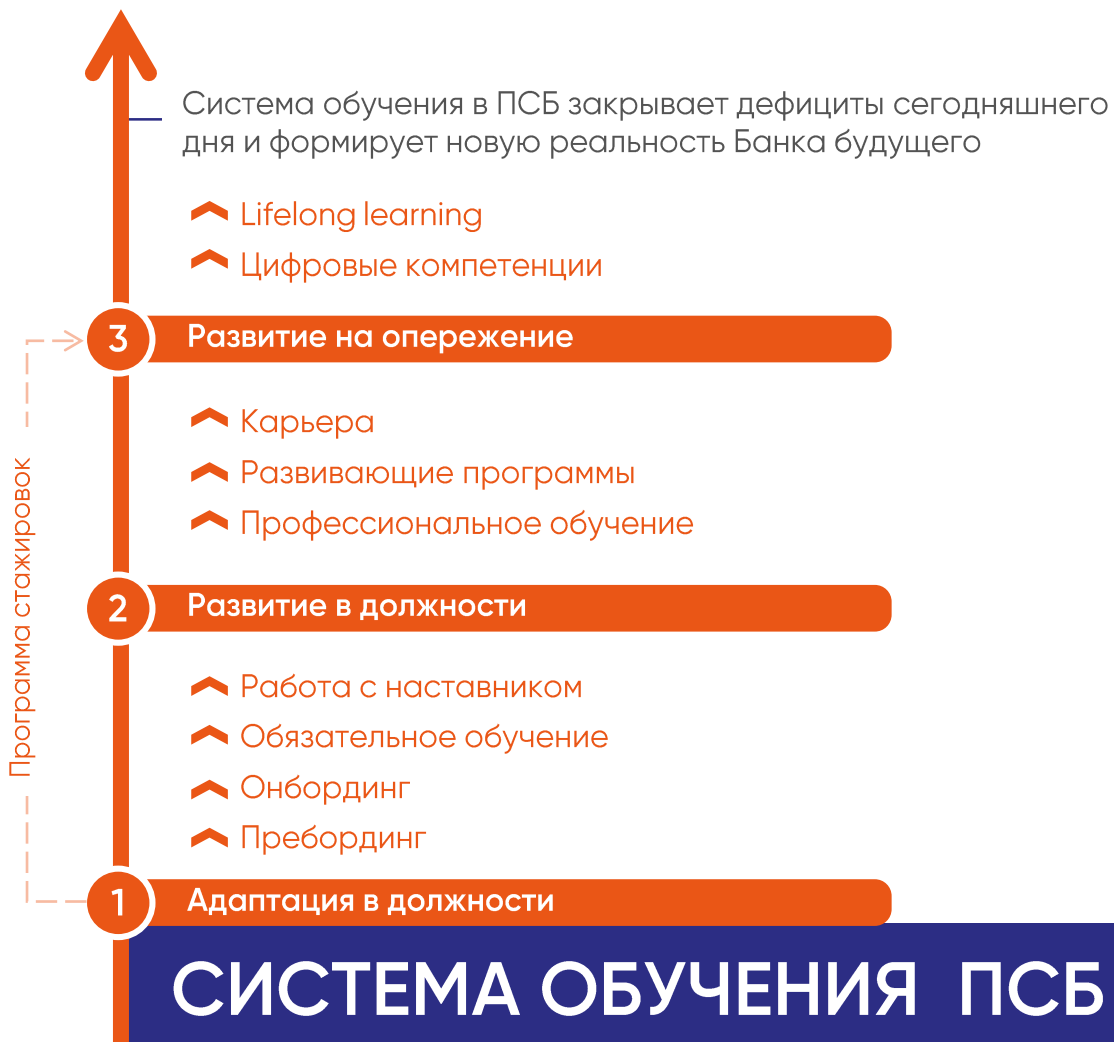 Система обучения в ПСБ закрывает дефициты сегодняшнего
дня и формирует новую реальность Банка будущего
Lifelong learning
Цифровые компетенции
3
Развитие на опережение
Карьера
Развивающие программы
Профессиональное обучение
Программа стажировок
2
Развитие в должности
Работа с наставником
Обязательное обучение
Онбординг
Пребординг
1
Адаптация в должности
СИСТЕМА ОБУЧЕНИЯ ПСБ